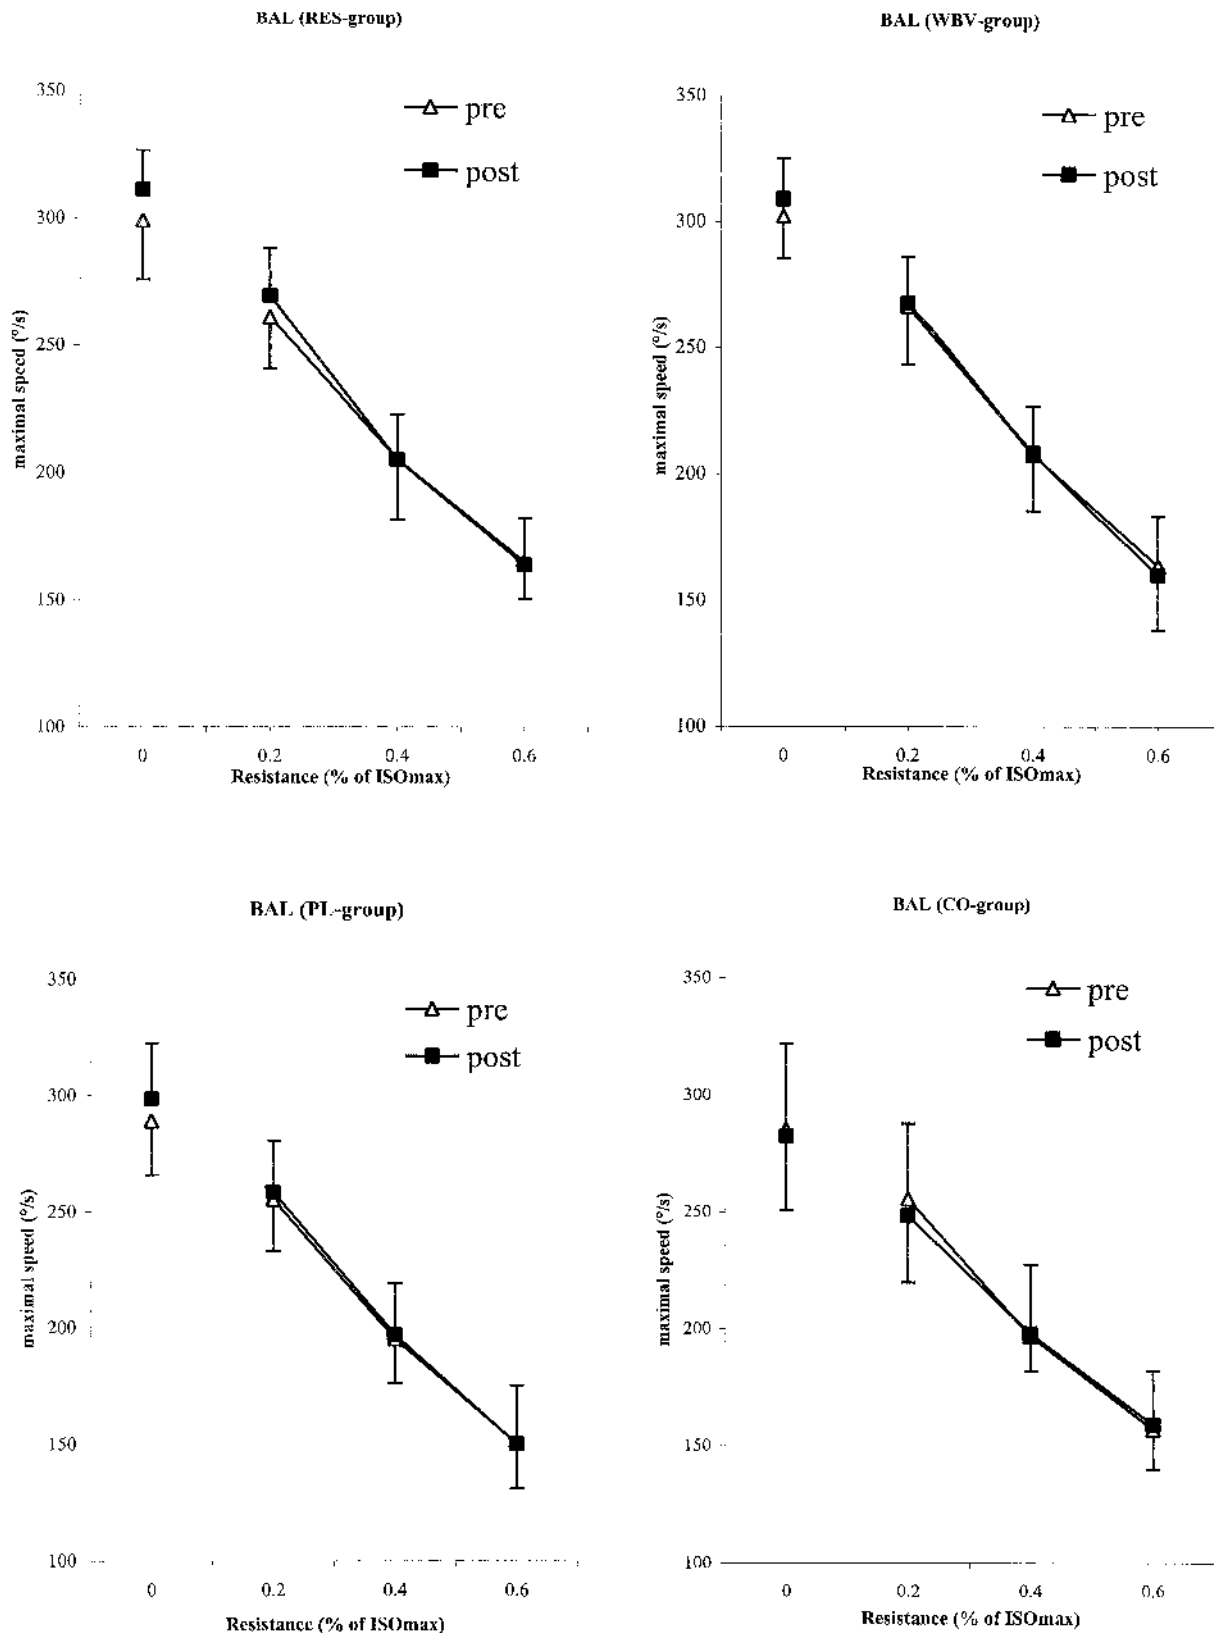 BAL (RES-group)
350
300
250
200
150
100
pre
post
maximal speed (°/s)
0 0.2 0.4 0.6
Resistance (% of ISOmax)
BAL (WBV-group)
350
300
250
200
150
100
pre
post
maximal speed (°/s)
0 0.2 0.4 0.6
Resistance (% of ISOmax)
BAL (PL-group)
350
300
250
200
150
100
pre
post
maximal speed (°/s)
0 0.2 0.4 0.6
Resistance (% of ISOmax)
BAL (CO-group)
350
300
250
200
150
100
pre
post
maximal speed (°/s)
0 0.2 0.4 0.6
Resistance (% of ISOmax)